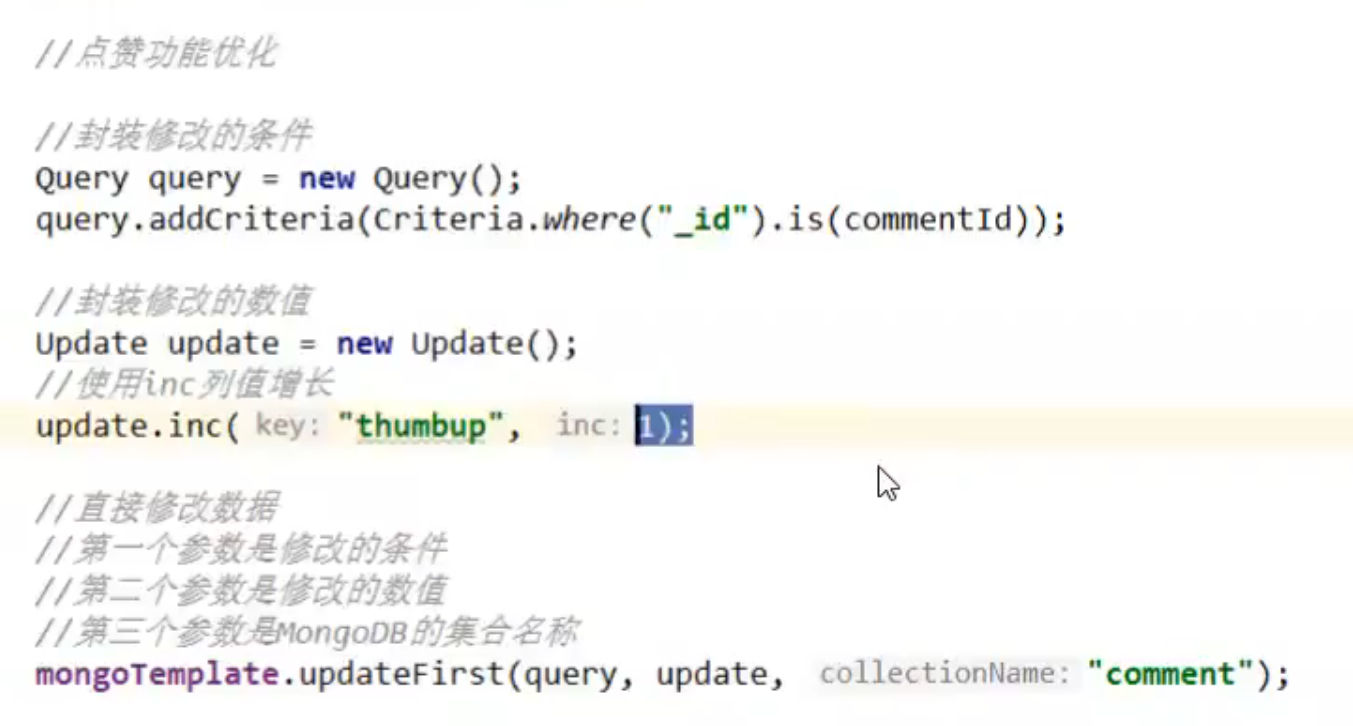 //点赞功能优化
//封装修改的条件
Query query = new Query();
query.addCriteria(Criteria.where("_id").is(commentId));
//封装修改的数值
Update update = new Update();
//使用inc列值增长
update.inc( key: "thumbup", inc: 1);
//直接修改数据
//第一个参数是修改的条件
//第二个参数是修改的数值
//第三个参数是MongoDB的集合名称
mongoTemplate.updateFirst(query, update, collectionName: "comment");